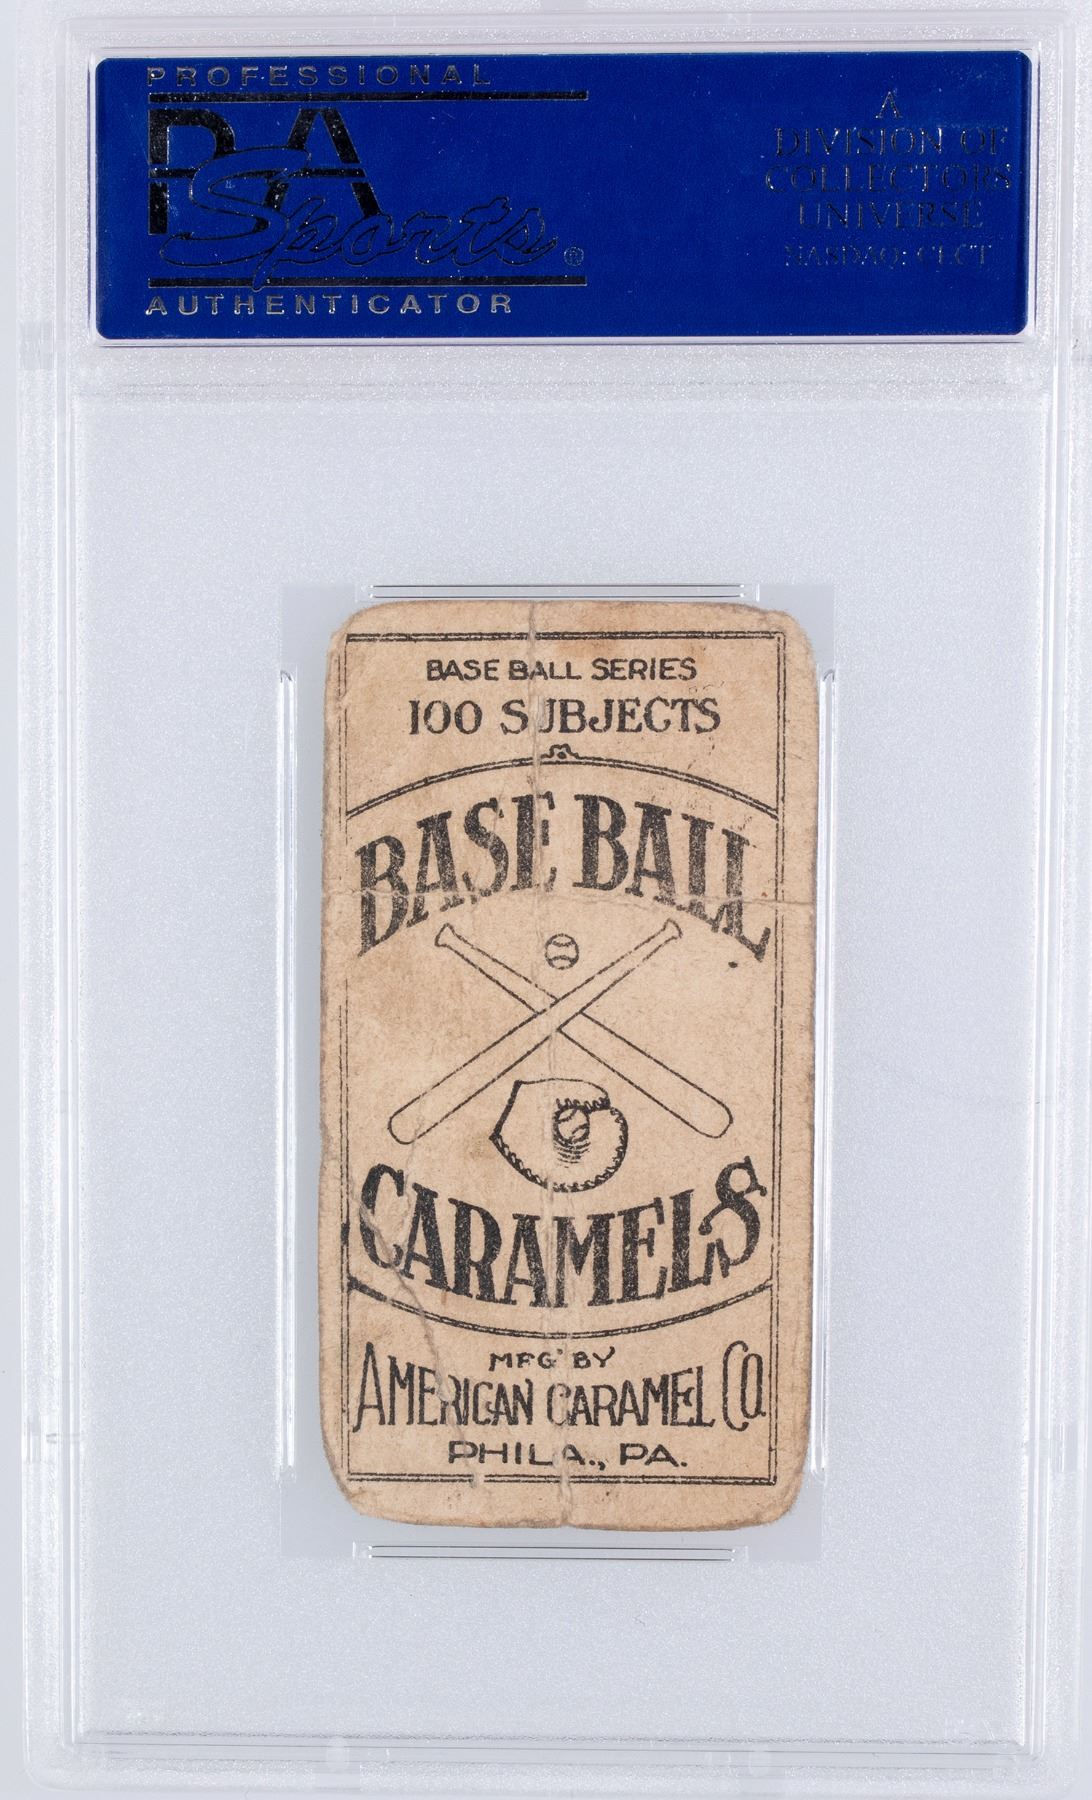 PROFESSIONAL
PSA
Sports®
AUTHENTICATOR
A
DIVISION OF
COLLECTORS
UNIVERSE
NASDAQ: CLCT
BASE BALL SERIES
100 SUBJECTS
BASE BALL
CARAMELS
MFG' BY
AMERICAN CARAMEL CO.
PHILA., PA.